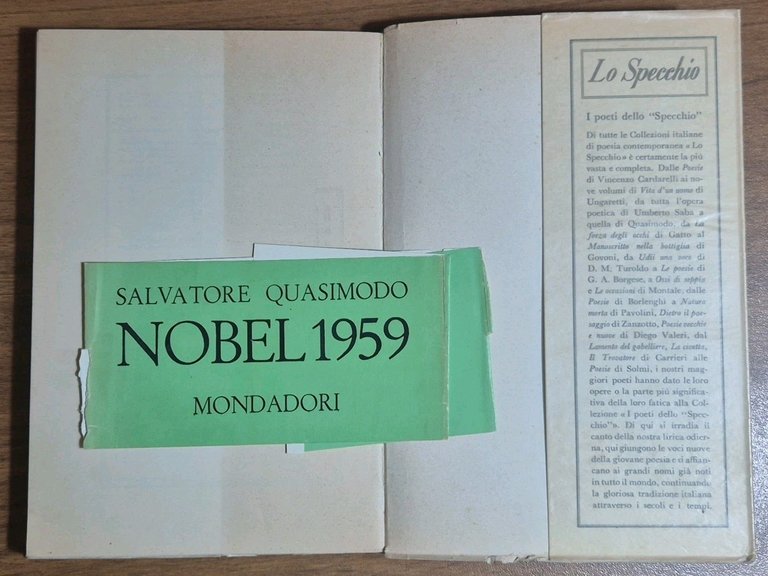 SALVATORE QUASIMODO
NOBEL 1959
MONDADORI
Lo Specchio
I poeti dello "Specchio"
Di tutte le Collezioni italiane
di poesia contemporanea « Lo
Specchio » è certamente la più
vasta e completa. Dalle Poesie
di Vincenzo Cardarelli ai no-
ve volumi di Vita d'un uomo di
Ungaretti, da tutta l'opera
poetica di Umberto Saba a
quella di Quasimodo, da La
forza degli occhi di Gatto al
Manoscritto nella bottiglia di
Govoni, da Udii una voce di
D. M. Turoldo a Le poesie di
G. A. Borgese, a Ossi di seppia
e Le occasioni di Montale, dalle
Poesie di Borlenghi a Natura
morta di Pavolini, Dietro il pae-
saggio di Zanzotto, Poesie vecchie
e nuove di Diego Valeri, dal
Lamento del gabelliere, La civetta,
Il Trovatore di Carrieri alle
Poesie di Solmi, i nostri mag-
giori poeti hanno dato le loro
opere o la parte più significa-
tiva della loro fatica alla Col-
lezione « I poeti dello "Spec-
chio"». Di qui si irradia il
canto della nostra lirica odier-
na, qui giungono le voci nuove
della giovane poesia e si affian-
cano ai grandi nomi già noti
in tutto il mondo, continuando
la gloriosa tradizione italiana
attraverso i secoli e i tempi.